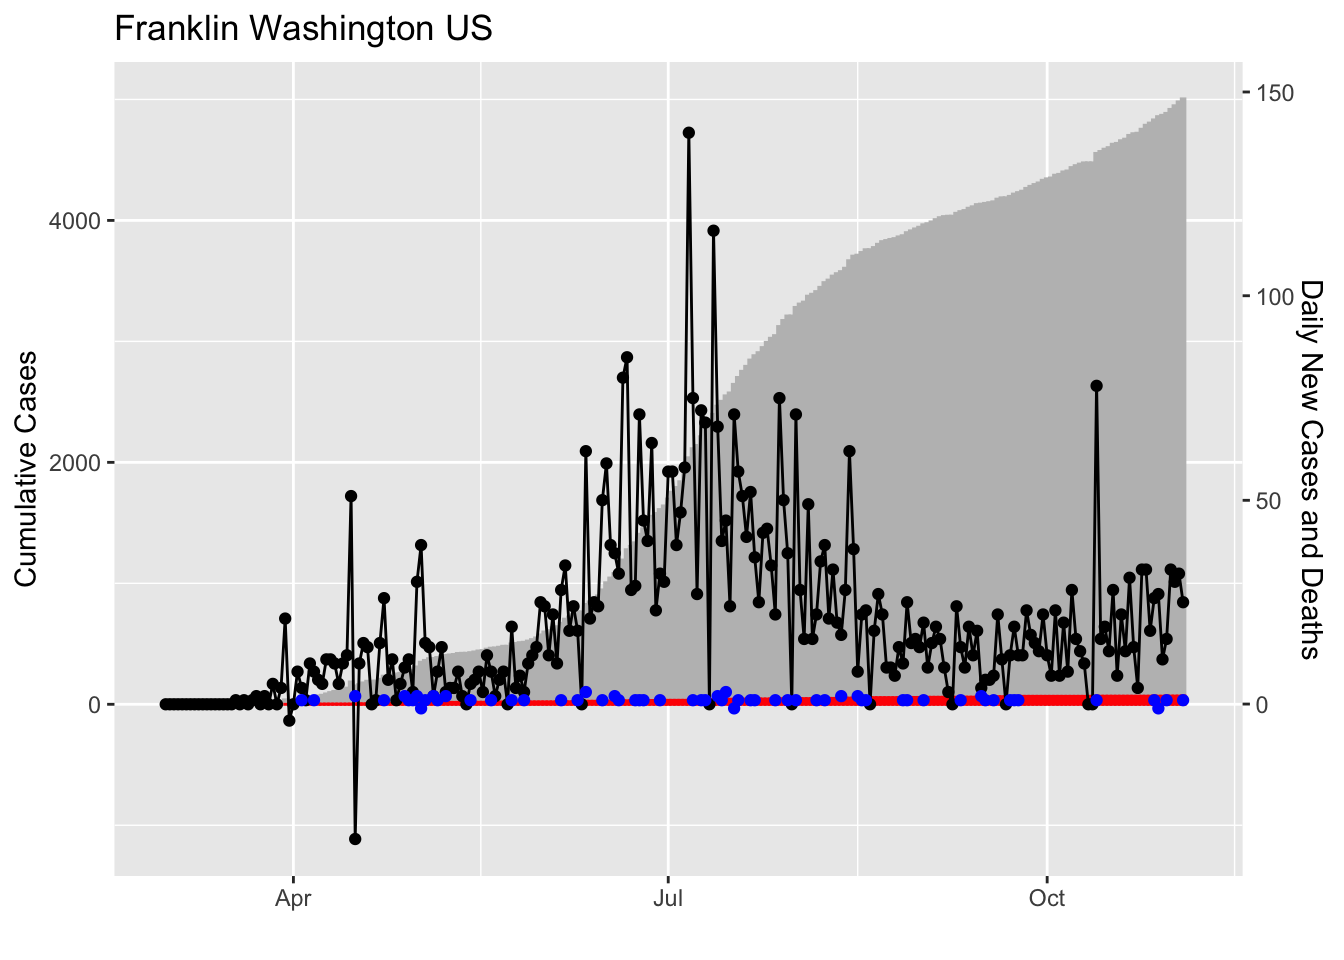 Franklin Washington US
Cumulative Cases
4000
2000
0
150
100
50
0
Daily New Cases and Deaths
Apr
Jul
Oct